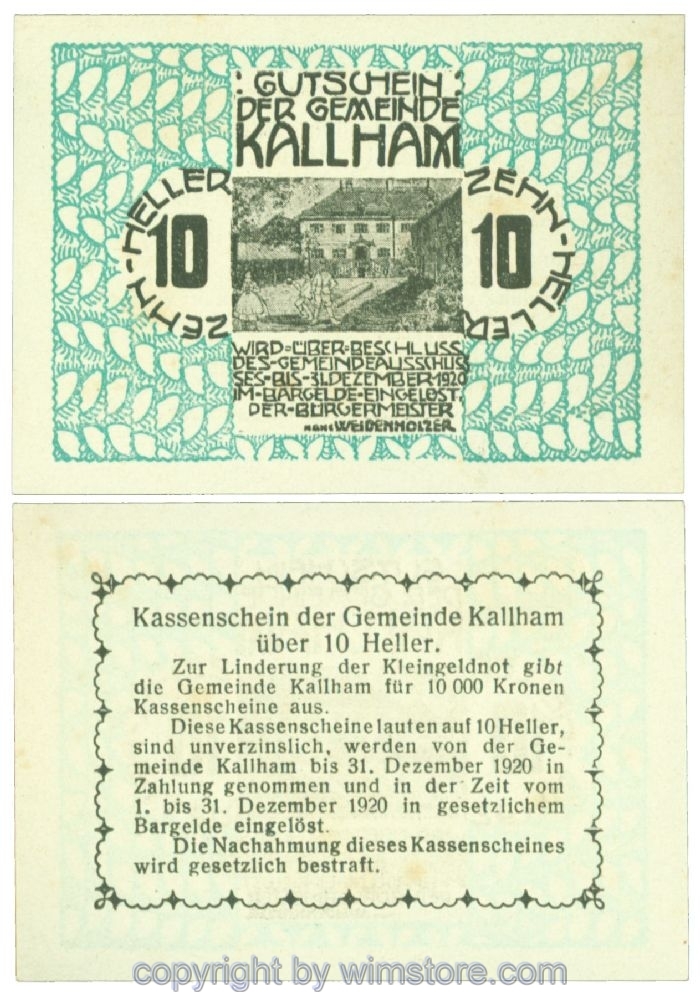 : GUTSCHEIN :
DER GEMEINDE
KALLHAM
ZEHN-HELLER
10
ZEHN-HELLER
10
WIRD=ÜBER=BESCHLUSS
DES-GEMEINDEAUSSCHUS
SES-BIS-31.DEZEMBER 1920
IM-BARGELDE-EINGELÖST.
DER-BÜRGERMEISTER
HANS WEIDENHOLZER
Kassenschein der Gemeinde Kallham
über 10 Heller.
Zur Linderung der Kleingeldnot gibt
die Gemeinde Kallham für 10 000 Kronen
Kassenscheine aus.
Diese Kassenscheine lauten auf 10 Heller,
sind unverzinslich, werden von der Ge-
meinde Kallham bis 31. Dezember 1920 in
Zahlung genommen und in der Zeit vom
1. bis 31. Dezember 1920 in gesetzlichem
Bargelde eingelöst.
Die Nachahmung dieses Kassenscheines
wird gesetzlich bestraft.
copyright by wimstore.com